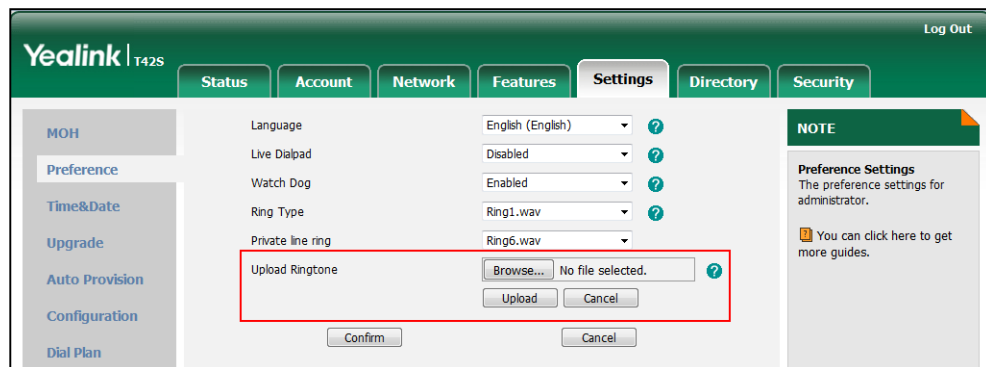 Log Out
Yealink T42S
Status Account Network Features Settings Directory Security
MOH
Preference
Time&Date
Upgrade
Auto Provision
Configuration
Dial Plan
Language English (English) ?
Live Dialpad Disabled ?
Watch Dog Enabled ?
Ring Type Ring1.wav ?
Private line ring Ring6.wav
Upload Ringtone Browse... No file selected. ?
Upload Cancel
Confirm Cancel
NOTE
Preference Settings
The preference settings for
administrator.
? You can click here to get
more guides.